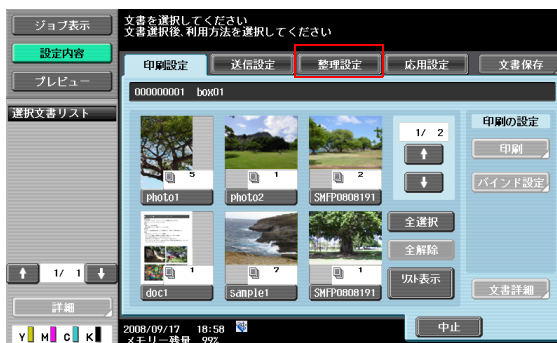 ジョブ表示
設定内容
プレビュー
選択文書リスト
1/ 1
詳細
Y M C K
文書を選択してください
文書選択後、利用方法を選択してください
印刷設定 送信設定 整理設定 応用設定 文書保存
000000001 box01
5 1 2
photo1 photo2 SMFP0808191
1 7 1
doc1 sample1 SMFP0808191
1/ 2
全選択
全解除
リスト表示
印刷の設定
印刷
バインド設定
文書詳細
中止
2008/09/17 18:58
メモリー残量 99%